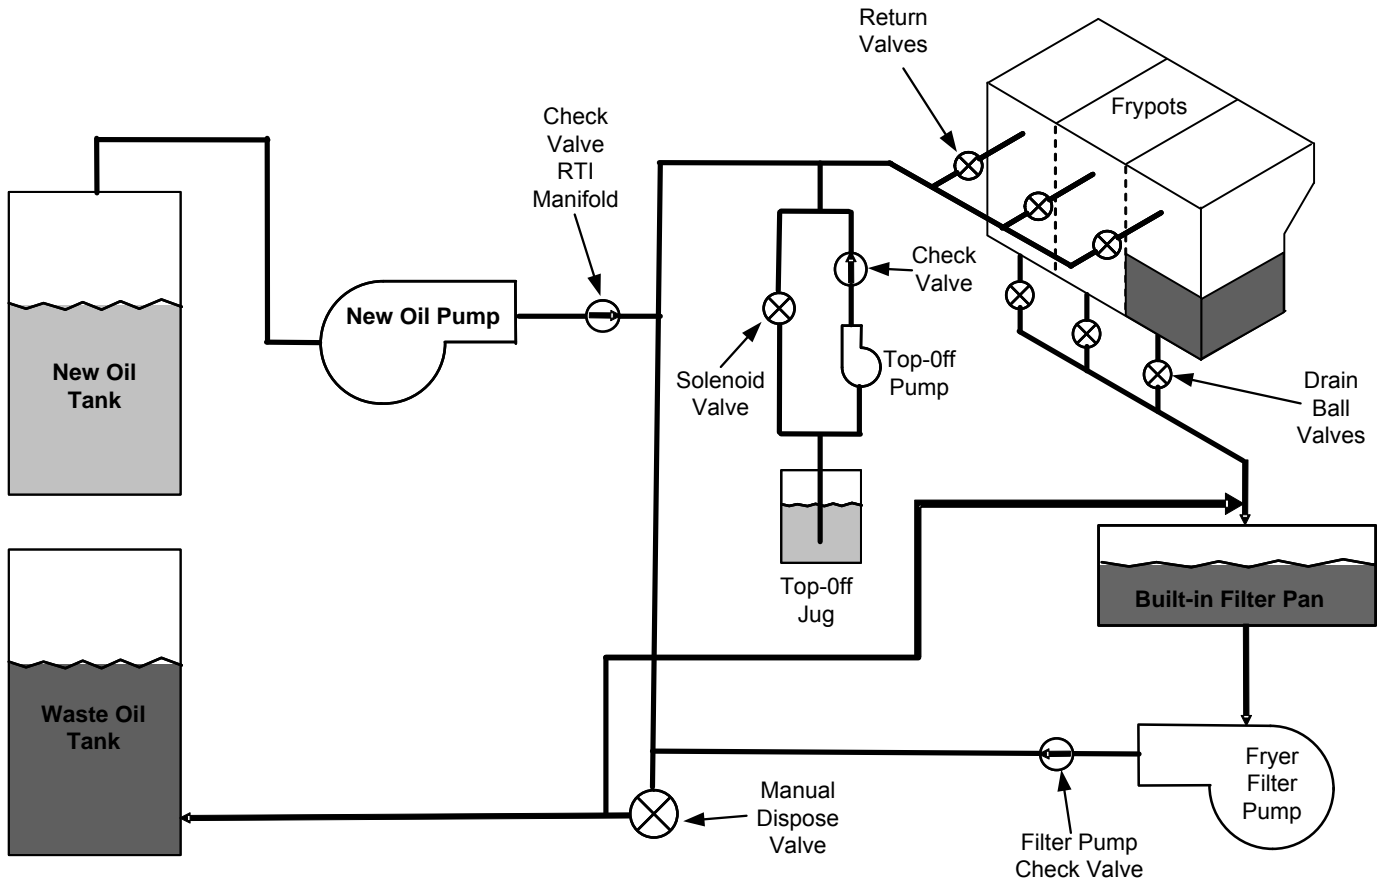 Return
Valves
Frypots
Check
Valve
RTI
Manifold
Check
Valve
New Oil Pump
New Oil
Tank
Solenoid
Valve
Top-0ff
Pump
Drain
Ball
Valves
Top-0ff
Jug
Built-in Filter Pan
Waste Oil
Tank
Manual
Dispose
Valve
Fryer
Filter
Pump
Filter Pump
Check Valve